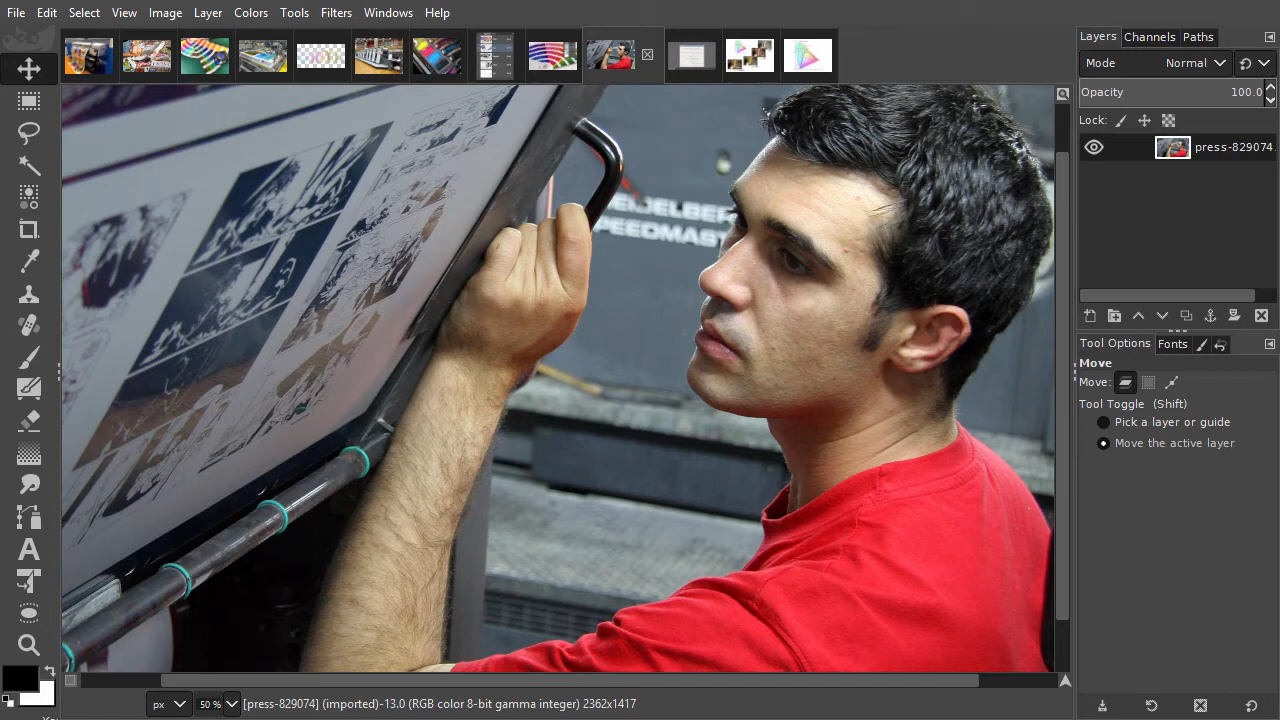 File Edit Select View Image Layer Colors Tools Filters Windows Help
Layers Channels Paths
Mode Normal
Opacity 100.0
Lock:
press-829074
Tool Options Fonts
Move
Move:
Tool Toggle (Shift)
Pick a layer or guide
Move the active layer
EIDELBER
PEEDMAST
px 50 % [press-829074] (imported)-13.0 (RGB color 8-bit gamma integer) 2362x1417